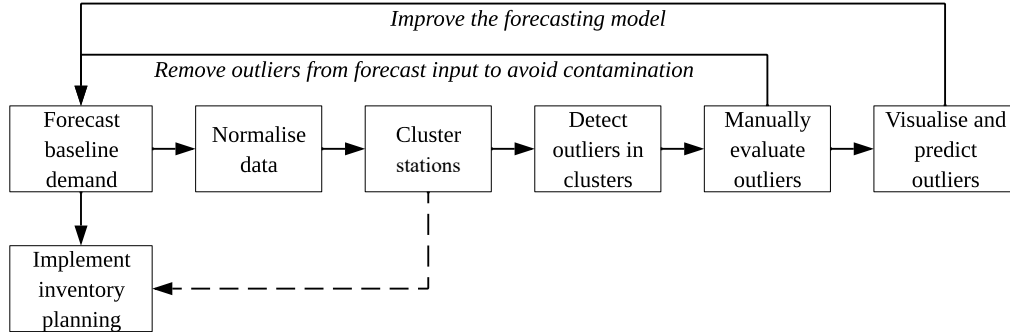 Improve the forecasting model
Remove outliers from forecast input to avoid contamination
Forecast
baseline
demand
Normalise
data
Cluster
stations
Detect
outliers in
clusters
Manually
evaluate
outliers
Visualise and
predict
outliers
Implement
inventory
planning